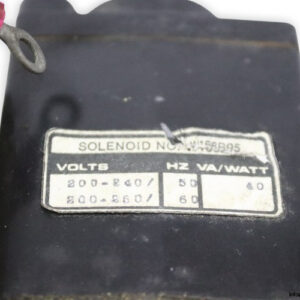 SOLENOID NO.
VOLTS HZ VA/WATT
200-240/ 50 40
200-260/ 60